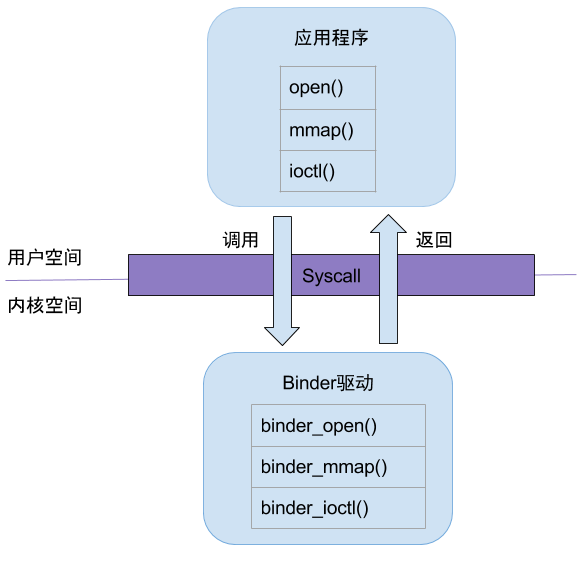 应用程序
open()
mmap()
ioctl()
调用
返回
用户空间
Syscall
内核空间
Binder驱动
binder_open()
binder_mmap()
binder_ioctl()